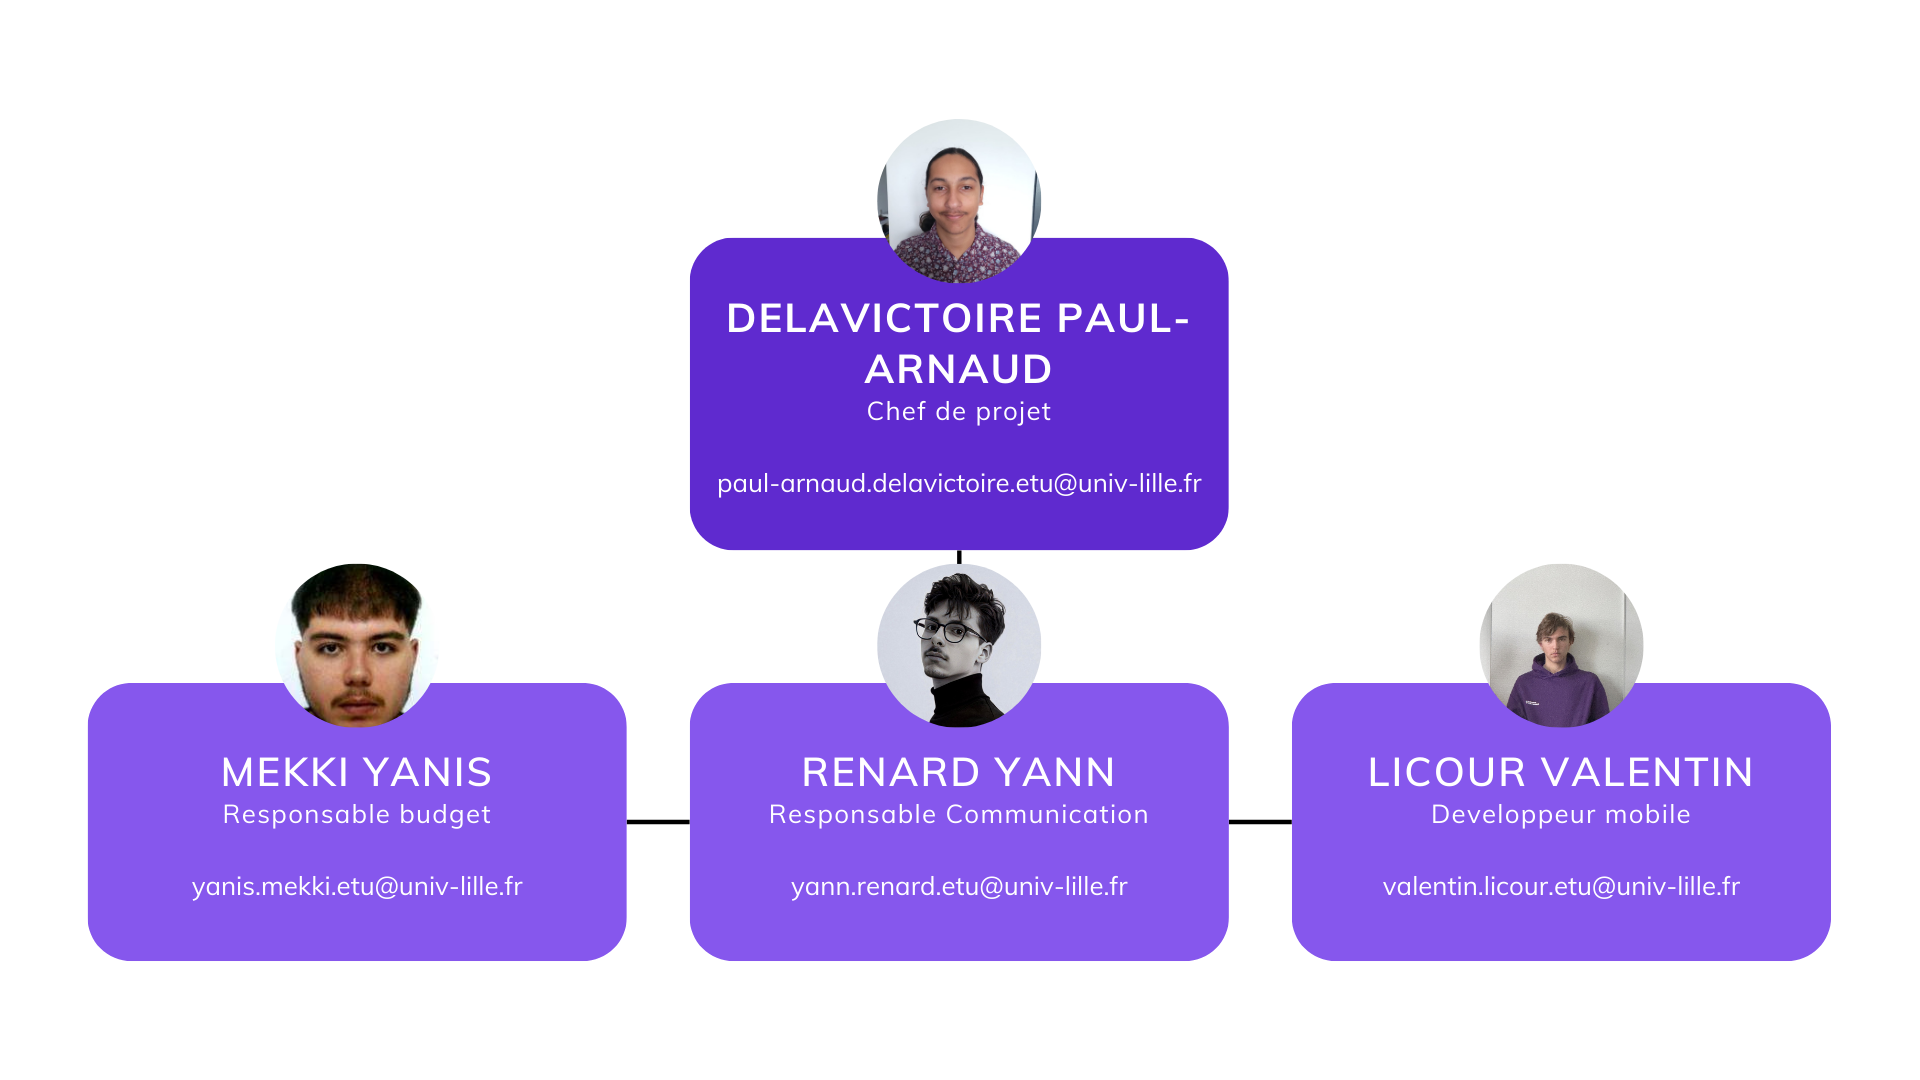 DELAVICTOIRE PAUL-
ARNAUD
Chef de projet
paul-arnaud.delavictoire.etu@univ-lille.fr
MEKKI YANIS
Responsable budget
yanis.mekki.etu@univ-lille.fr
RENARD YANN
Responsable Communication
yann.renard.etu@univ-lille.fr
LICOUR VALENTIN
Developpeur mobile
valentin.licour.etu@univ-lille.fr